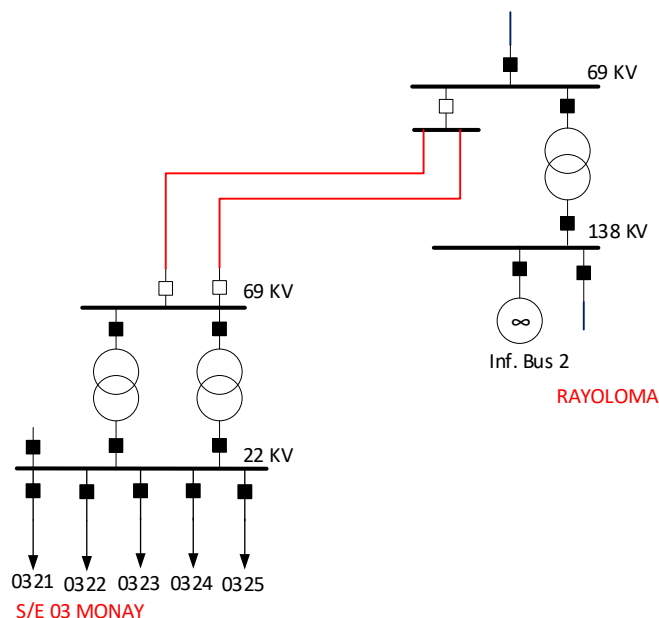 69 KV
138 KV
69 KV
∞
Inf. Bus 2
RAYOLOMA
22 KV
0321
0322
0323
0324
0325
S/E 03 MONAY